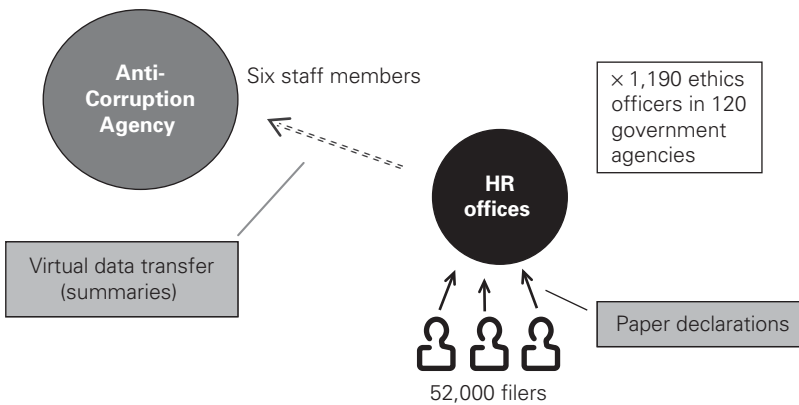 Anti-
Corruption
Agency
Six staff members
× 1,190 ethics
officers in 120
government
agencies
HR
offices
Virtual data transfer
(summaries)
Paper declarations
52,000 filers